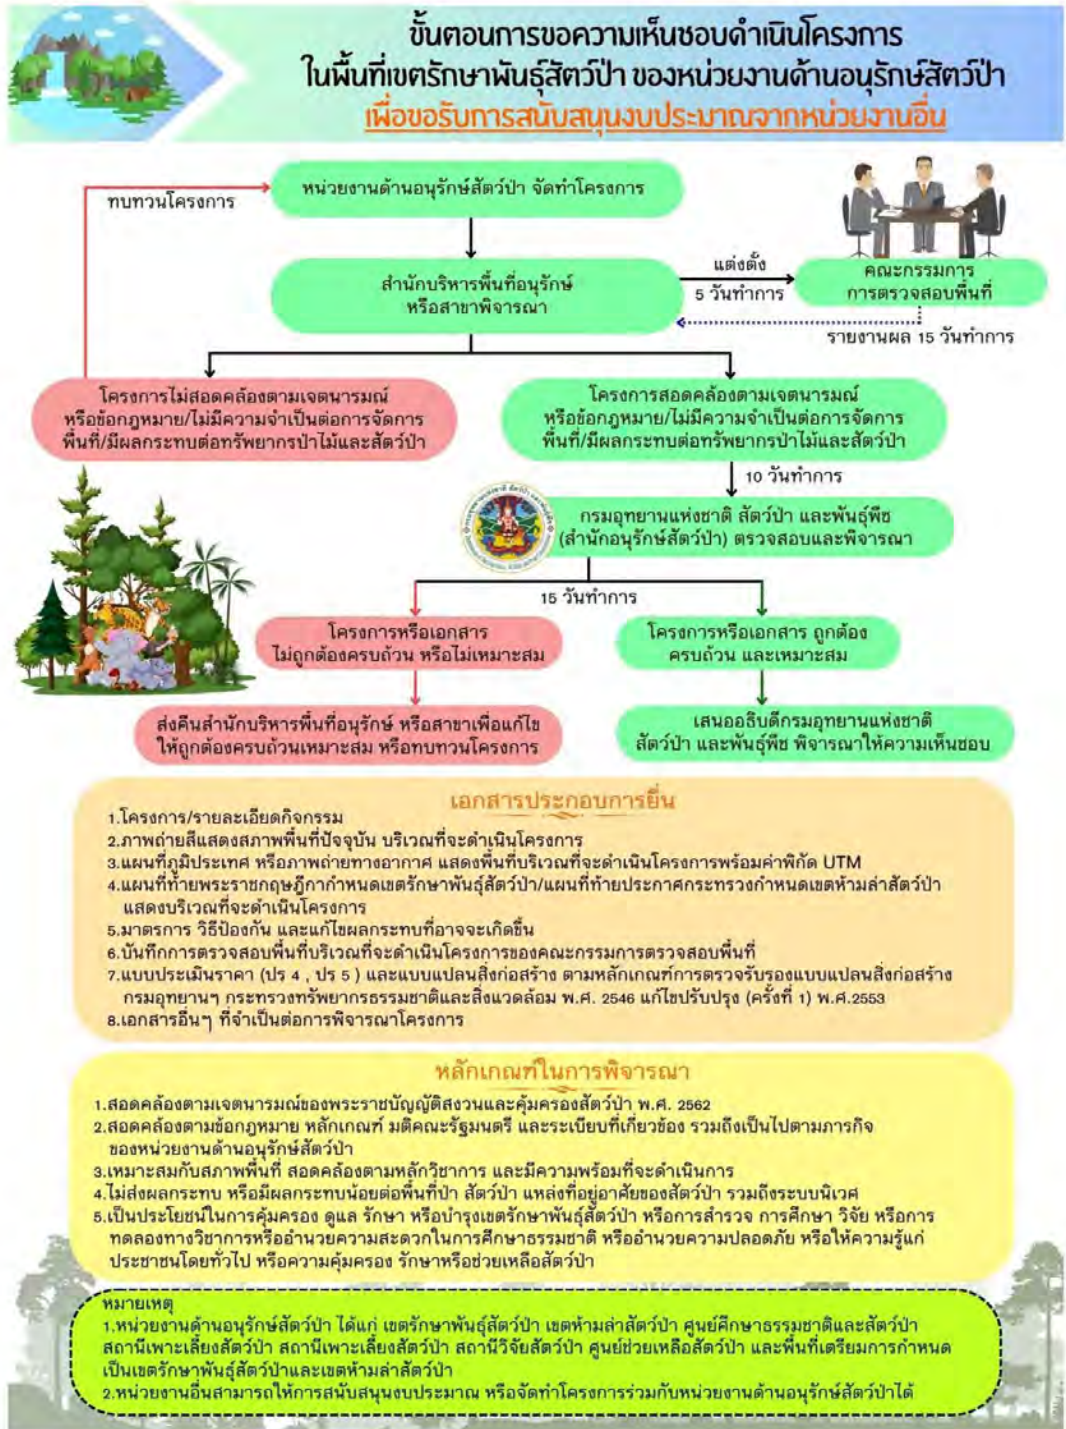 ขั้นตอนการขอความเห็นชอบดำเนินโครงการ
ในพื้นที่เขตรักษาพันธุ์สัตว์ป่า ของหน่วยงานด้านอนุรักษ์สัตว์ป่า
เพื่อขอรับการสนับสนุนงบประมาณจากหน่วยงานอื่น
หน่วยงานด้านอนุรักษ์สัตว์ป่า จัดทำโครงการ
ทบทวนโครงการ
สำนักบริหารพื้นที่อนุรักษ์
หรือสาขาพิจารณา
แต่งตั้ง
5 วันทำการ
คณะกรรมการ
การตรวจสอบพื้นที่
รายงานผล 15 วันทำการ
โครงการไม่สอดคล้องตามเจตนารมณ์
หรือข้อกฎหมาย/ไม่มีความจำเป็นต่อการจัดการ
พื้นที่/มีผลกระทบต่อทรัพยากรป่าไม้และสัตว์ป่า
โครงการสอดคล้องตามเจตนารมณ์
หรือข้อกฎหมาย/ไม่มีความจำเป็นต่อการจัดการ
พื้นที่/มีผลกระทบต่อทรัพยากรป่าไม้และสัตว์ป่า
10 วันทำการ
กรมอุทยานแห่งชาติ สัตว์ป่า และพันธุ์พืช
(สำนักอนุรักษ์สัตว์ป่า) ตรวจสอบและพิจารณา
15 วันทำการ
โครงการหรือเอกสาร
ไม่ถูกต้องครบถ้วน หรือไม่เหมาะสม
โครงการหรือเอกสาร ถูกต้อง
ครบถ้วน และเหมาะสม
ส่งคืนสำนักบริหารพื้นที่อนุรักษ์ หรือสาขาเพื่อแก้ไข
ให้ถูกต้องครบถ้วนเหมาะสม หรือทบทวนโครงการ
เสนออธิบดีกรมอุทยานแห่งชาติ
สัตว์ป่า และพันธุ์พืช พิจารณาให้ความเห็นชอบ
เอกสารประกอบการยื่น
1.โครงการ/รายละเอียดกิจกรรม
2.ภาพถ่ายสีแสดงสภาพพื้นที่ปัจจุบัน บริเวณที่จะดำเนินโครงการ
3.แผนที่ภูมิประเทศ หรือภาพถ่ายทางอากาศ แสดงพื้นที่บริเวณที่จะดำเนินโครงการพร้อมค่าพิกัด UTM
4.แผนที่ท้ายพระราชกฤษฎีกากำหนดเขตรักษาพันธุ์สัตว์ป่า/แผนที่ท้ายประกาศกระทรวงกำหนดเขตห้ามล่าสัตว์ป่า
แสดงบริเวณที่จะดำเนินโครงการ
5.มาตรการ วิธีป้องกัน และแก้ไขผลกระทบที่อาจจะเกิดขึ้น
6.บันทึกการตรวจสอบพื้นที่บริเวณที่จะดำเนินโครงการของคณะกรรมการตรวจสอบพื้นที่
7.แบบประเมินราคา (ปร 4 , ปร 5 ) และแบบแปลนสิ่งก่อสร้าง ตามหลักเกณฑ์การตรวจรับรองแบบแปลนสิ่งก่อสร้าง
กรมอุทยานฯ กระทรวงทรัพยากรธรรมชาติและสิ่งแวดล้อม พ.ศ. 2546 แก้ไขปรับปรุง (ครั้งที่ 1) พ.ศ.2553
8.เอกสารอื่นๆ ที่จำเป็นต่อการพิจารณาโครงการ
หลักเกณฑ์ในการพิจารณา
1.สอดคล้องตามเจตนารมณ์ของพระราชบัญญัติสงวนและคุ้มครองสัตว์ป่า พ.ศ. 2562
2.สอดคล้องตามข้อกฎหมาย หลักเกณฑ์ มติคณะรัฐมนตรี และระเบียบที่เกี่ยวข้อง รวมถึงเป็นไปตามภารกิจ
ของหน่วยงานด้านอนุรักษ์สัตว์ป่า
3.เหมาะสมกับสภาพพื้นที่ สอดคล้องตามหลักวิชาการ และมีความพร้อมที่จะดำเนินการ
4.ไม่ส่งผลกระทบ หรือมีผลกระทบน้อยต่อพื้นที่ป่า สัตว์ป่า แหล่งที่อยู่อาศัยของสัตว์ป่า รวมถึงระบบนิเวศ
5.เป็นประโยชน์ในการคุ้มครอง ดูแล รักษา หรือบำรุงเขตรักษาพันธุ์สัตว์ป่า หรือการสำรวจ การศึกษา วิจัย หรือการ
ทดลองทางวิชาการหรืออำนวยความสะดวกในการศึกษาธรรมชาติ หรืออำนวยความปลอดภัย หรือให้ความรู้แก่
ประชาชนโดยทั่วไป หรือความคุ้มครอง รักษาหรือช่วยเหลือสัตว์ป่า
หมายเหตุ
1.หน่วยงานด้านอนุรักษ์สัตว์ป่า ได้แก่ เขตรักษาพันธุ์สัตว์ป่า เขตห้ามล่าสัตว์ป่า ศูนย์ศึกษาธรรมชาติและสัตว์ป่า
สถานีเพาะเลี้ยงสัตว์ป่า สถานีเพาะเลี้ยงสัตว์ป่า สถานีวิจัยสัตว์ป่า ศูนย์ช่วยเหลือสัตว์ป่า และพื้นที่เตรียมการกำหนด
เป็นเขตรักษาพันธุ์สัตว์ป่าและเขตห้ามล่าสัตว์ป่า
2.หน่วยงานอื่นสามารถให้การสนับสนุนงบประมาณ หรือจัดทำโครงการร่วมกับหน่วยงานด้านอนุรักษ์สัตว์ป่าได้